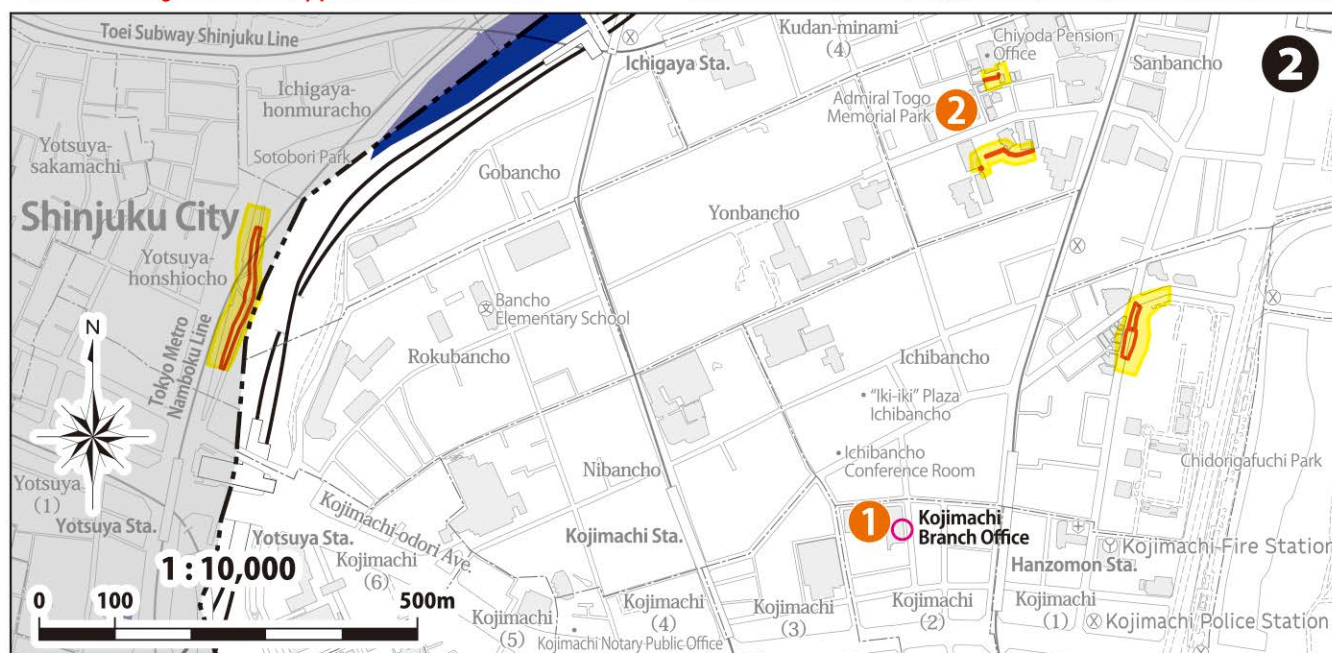 Toei Subway Shinjuku Line
Kudan-minami
(4)
Chiyoda Pension
Office
Ichigaya Sta.
Sanbancho
2
Ichigaya-
honmuracho
Admiral Togo
Memorial Park
2
Yotsuya-
sakamachi
Sotobori Park
Gobancho
Shinjuku City
Yonbancho
Yotsuya-
honshiocho
Bancho
Elementary School
N
Tokyo Metro
Namboku Line
Rokubancho
Ichibancho
"Iki-iki" Plaza
Ichibancho
Ichibancho
Conference Room
Nibancho
Chidorigafuchi Park
Yotsuya
(1)
Yotsuya Sta.
Kojimachi-odori Ave.
1
Kojimachi
Branch Office
Yotsuya Sta.
Kojimachi Sta.
Kojimachi Fire Station
Hanzomon Sta.
1 : 10,000
Kojimachi
(6)
0 100 500m
Kojimachi
(5)
Kojimachi
(4)
Kojimachi
(3)
Kojimachi
(2)
Kojimachi
(1)
Kojimachi Police Station
Kojimachi Notary Public Office